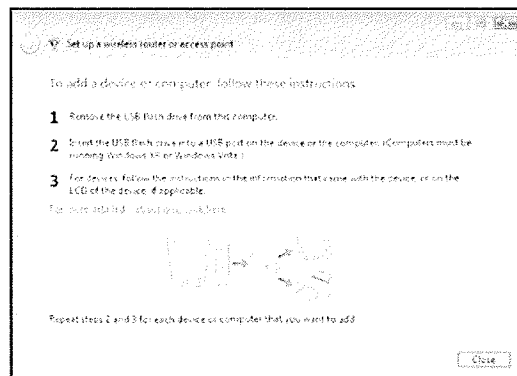 Set up a wireless router or access point
To add a device or computer, follow these instructions
1 Remove the USB flash drive from this computer.
2 Insert the USB flash drive into a USB port on the device or the computer. (Computers must be
running Windows XP or Windows Vista.)
3 For devices, follow the instructions in the information that came with the device, or on the
LCD of the device, if applicable.
For more
Repeat steps 2 and 3 for each device or computer that you want to add.
Close